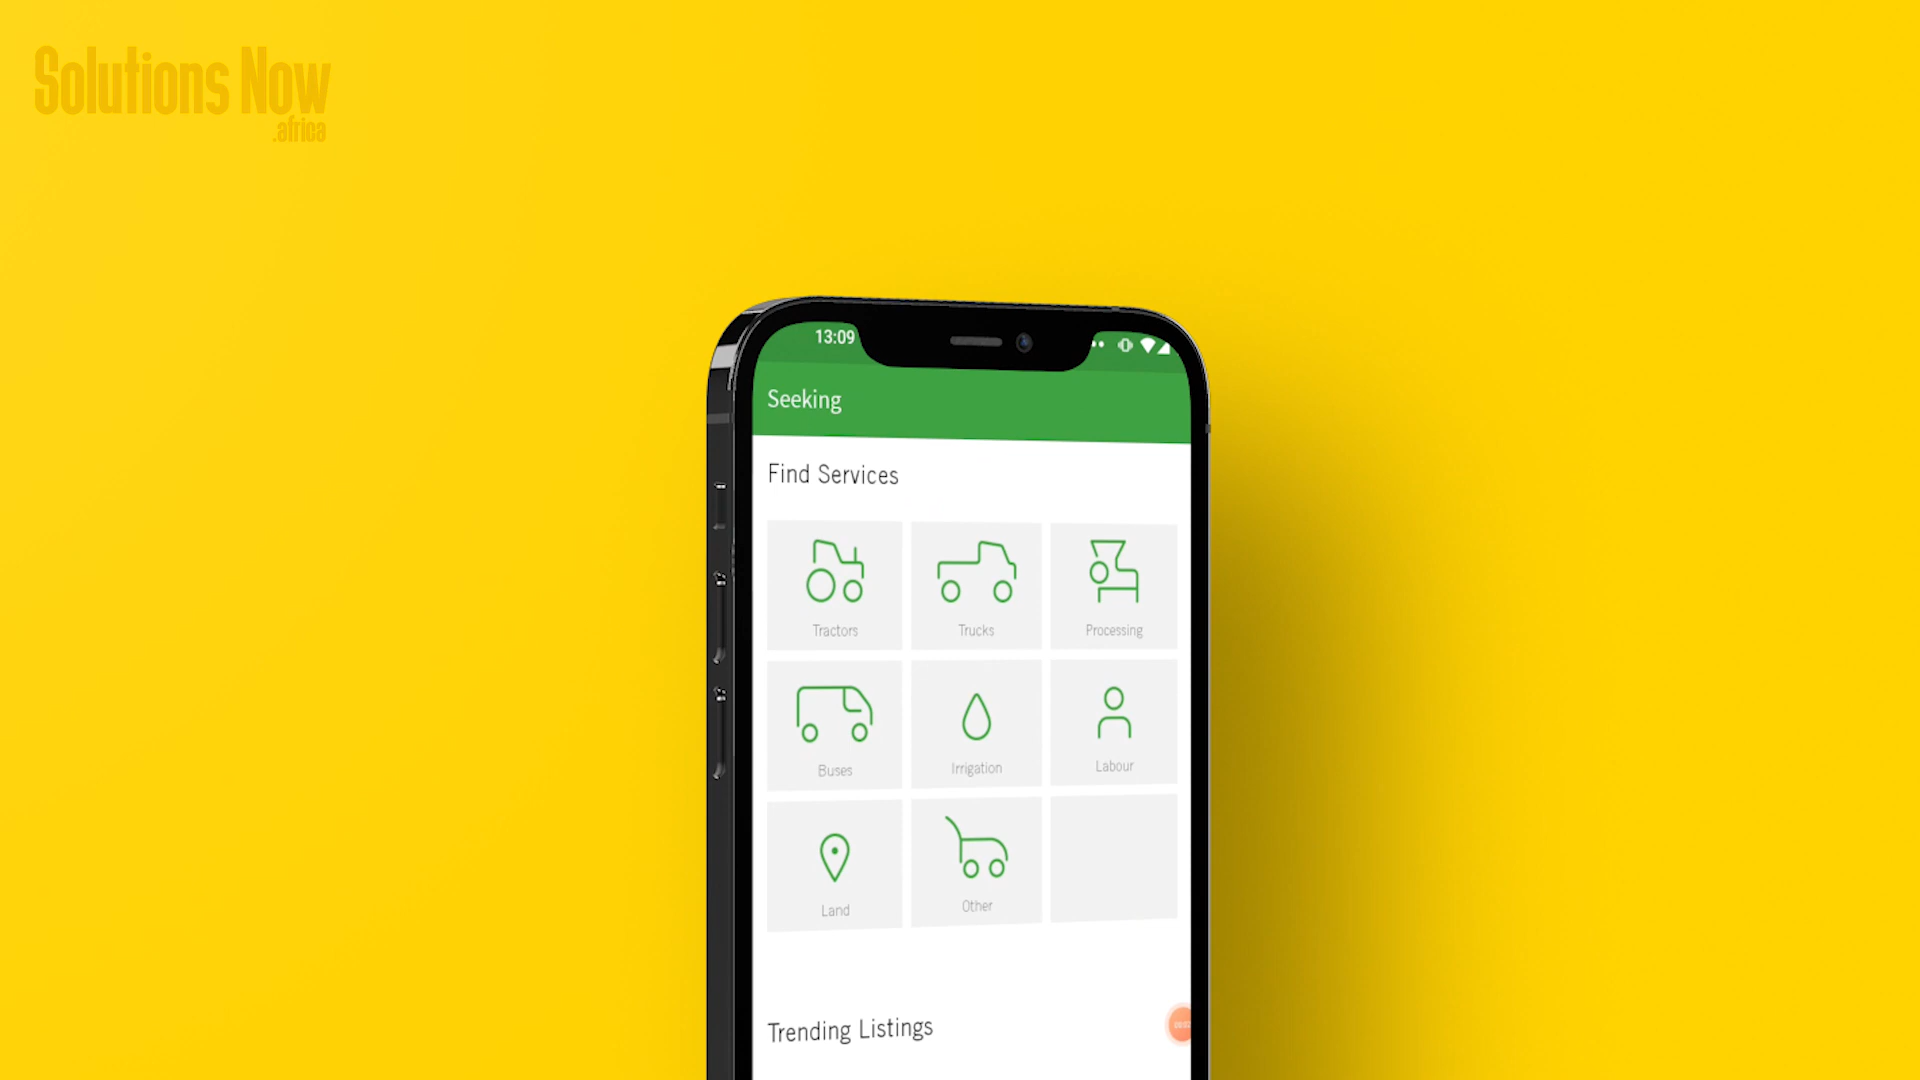 Solutions Now
.africa
13:09
Seeking
Find Services
Tractors
Trucks
Processing
Buses
Irrigation
Labour
Land
Other
Trending Listings